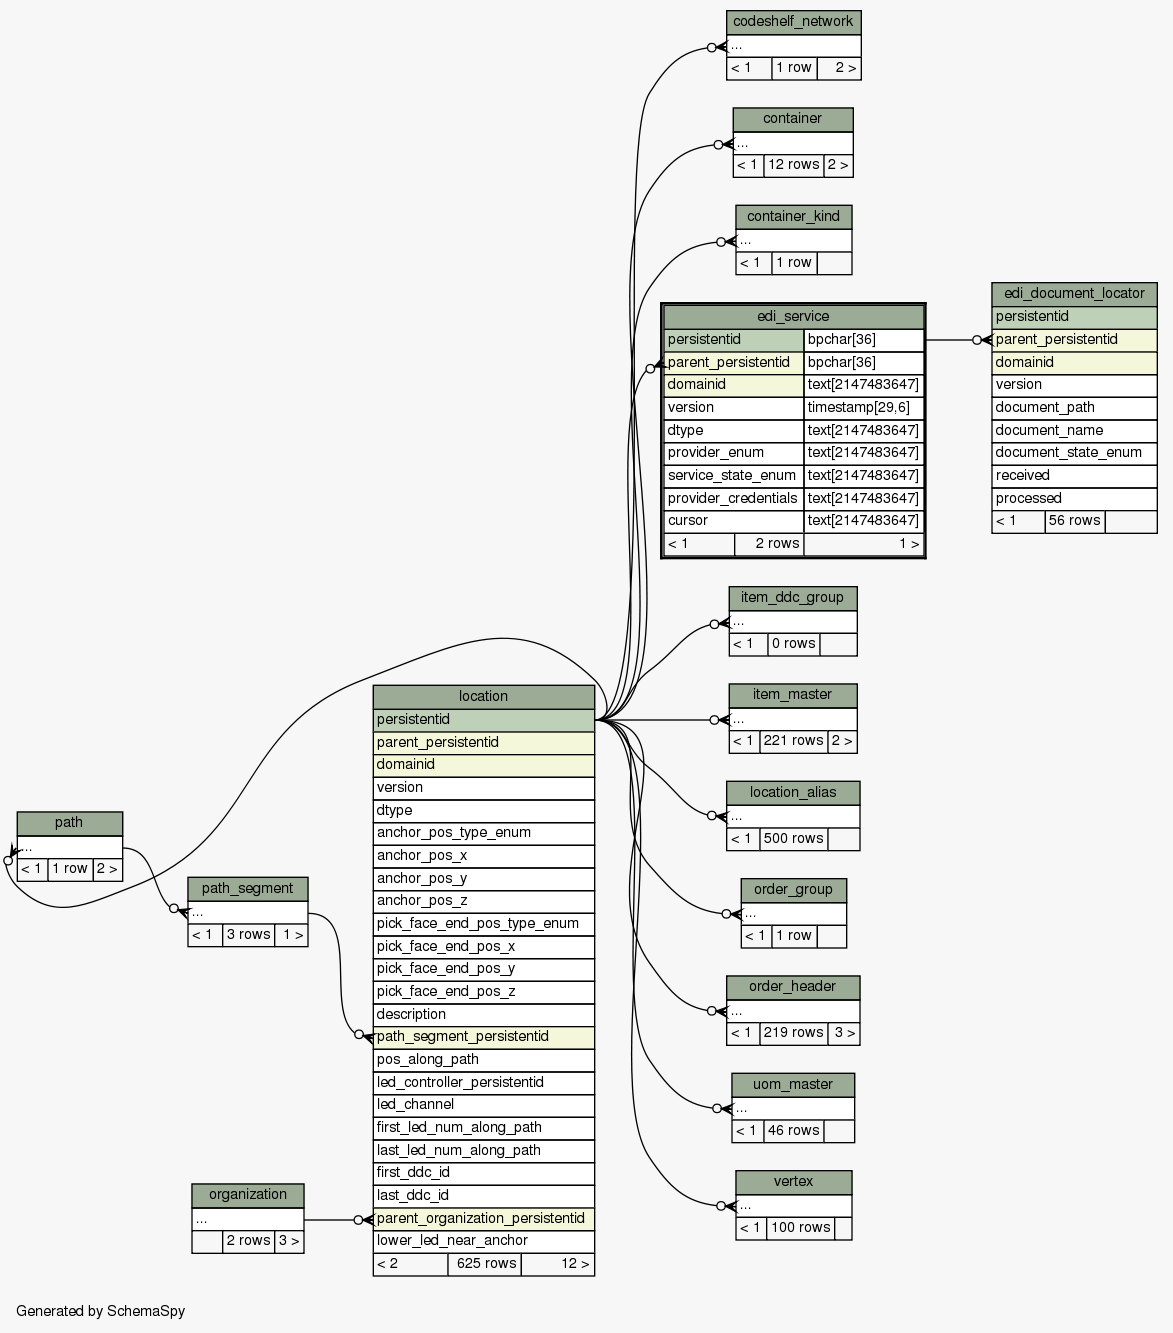 codeshelf_network
...
< 1 1 row 2 >
container
...
< 1 12 rows 2 >
container_kind
...
< 1 1 row
edi_service
persistentid bpchar[36]
parent_persistentid bpchar[36]
domainid text[2147483647]
version timestamp[29,6]
dtype text[2147483647]
provider_enum text[2147483647]
service_state_enum text[2147483647]
provider_credentials text[2147483647]
cursor text[2147483647]
< 1 2 rows 1 >
edi_document_locator
persistentid
parent_persistentid
domainid
version
document_path
document_name
document_state_enum
received
processed
< 1 56 rows
item_ddc_group
...
< 1 0 rows
item_master
...
< 1 221 rows 2 >
location_alias
...
< 1 500 rows
order_group
...
< 1 1 row
order_header
...
< 1 219 rows 3 >
uom_master
...
< 1 46 rows
vertex
...
< 1 100 rows
location
persistentid
parent_persistentid
domainid
version
dtype
anchor_pos_type_enum
anchor_pos_x
anchor_pos_y
anchor_pos_z
pick_face_end_pos_type_enum
pick_face_end_pos_x
pick_face_end_pos_y
pick_face_end_pos_z
description
path_segment_persistentid
pos_along_path
led_controller_persistentid
led_channel
first_led_num_along_path
last_led_num_along_path
first_ddc_id
last_ddc_id
parent_organization_persistentid
lower_led_near_anchor
< 2 625 rows 12 >
path
...
< 1 1 row 2 >
path_segment
...
< 1 3 rows 1 >
organization
...
2 rows 3 >
Generated by SchemaSpy